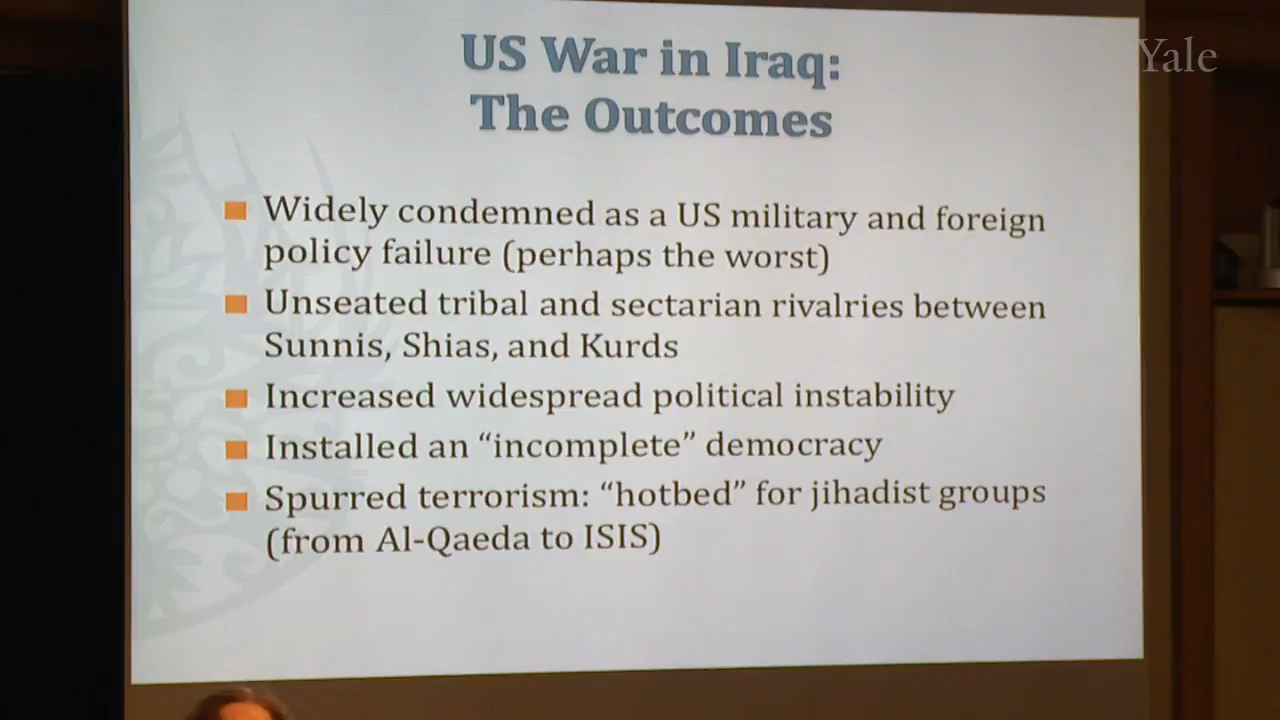 Yale
US War in Iraq:
The Outcomes
Widely condemned as a US military and foreign
policy failure (perhaps the worst)
Unseated tribal and sectarian rivalries between
Sunnis, Shias, and Kurds
Increased widespread political instability
Installed an “incomplete” democracy
Spurred terrorism: “hotbed” for jihadist groups
(from Al-Qaeda to ISIS)